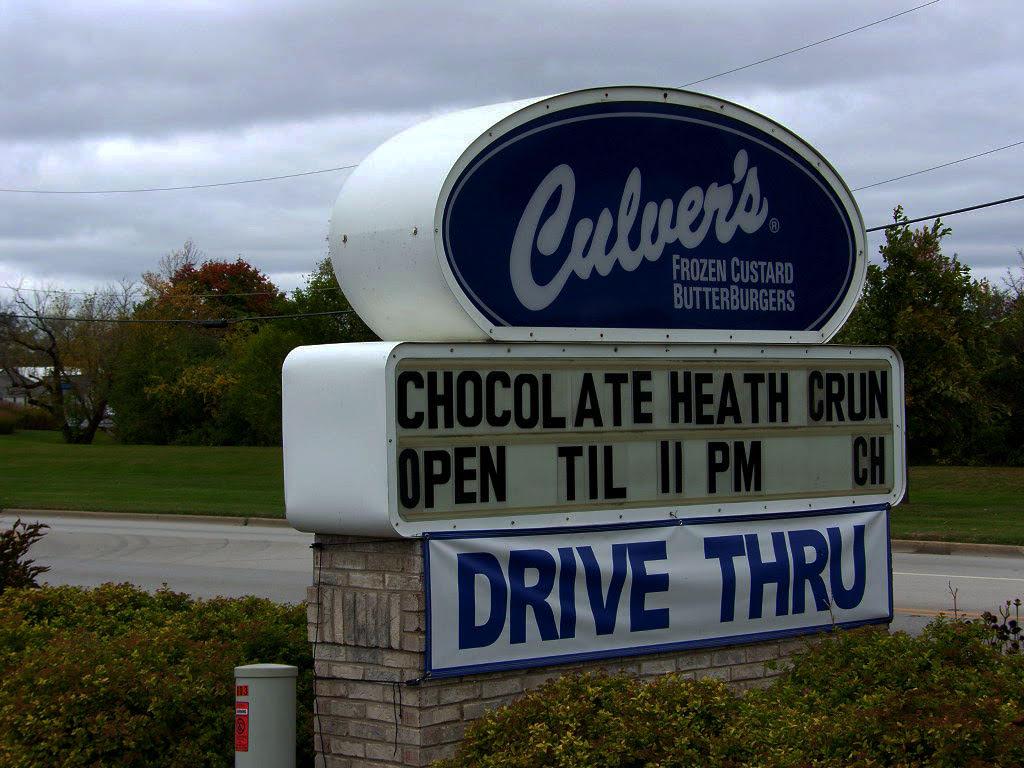 Culver's®
FROZEN CUSTARD
BUTTERBURGERS
CHOCOLATE HEATH CRUN
OPEN TIL 11 PM CH
DRIVE THRU